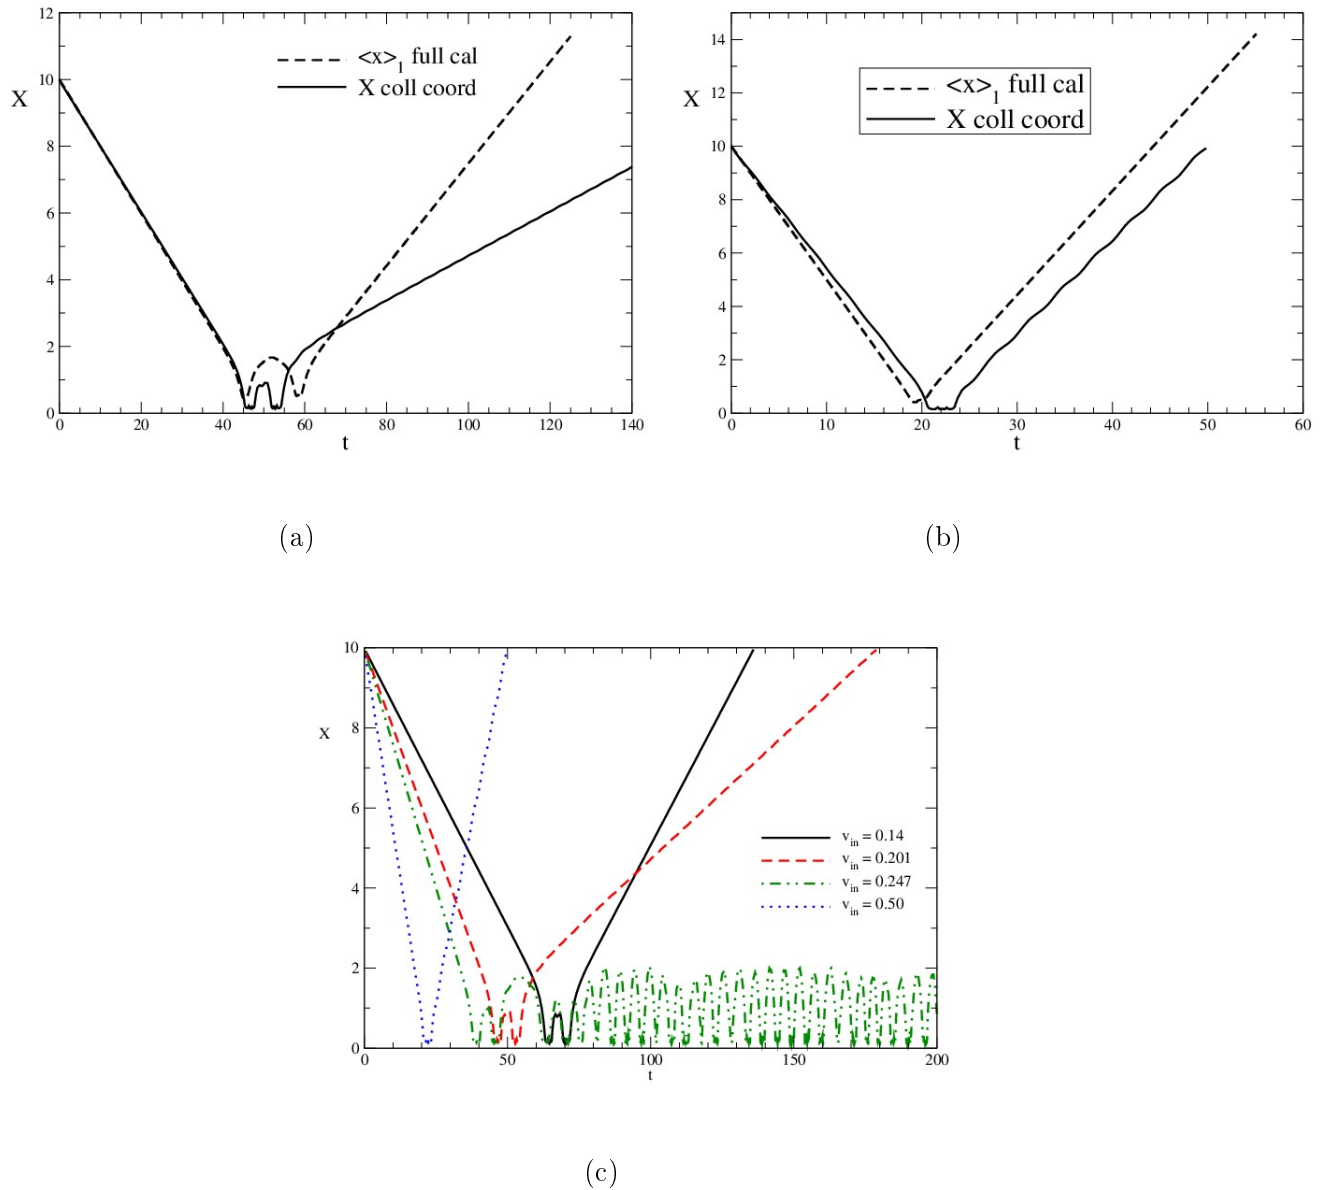 12
10
8
6
4
2
0
X
<x>1 full cal
X coll coord
0 20 40 60 80 100 120 140
t
(a)
14
12
10
8
6
4
2
0
X
<x>1 full cal
X coll coord
0 10 20 30 40 50 60
t
(b)
10
8
6
4
2
0
X
vin = 0.14
vin = 0.201
vin = 0.247
vin = 0.50
0 50 100 150 200
t
(c)